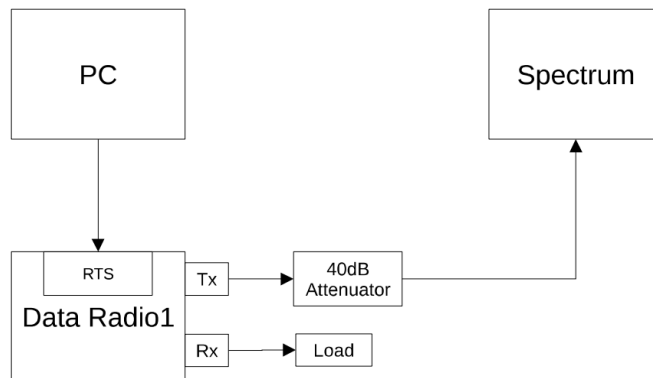 PC
Spectrum
RTS
Data Radio1
Tx
40dB
Attenuator
Rx
Load